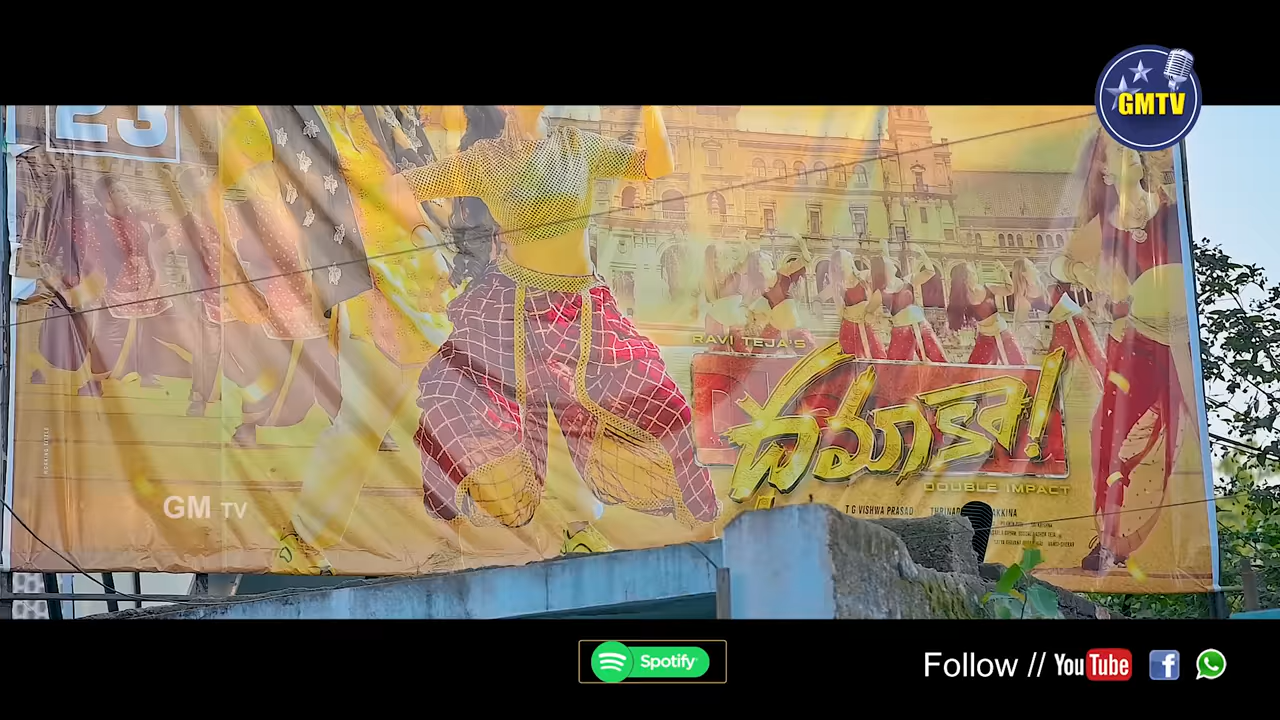 GMTV
23
RAVI TEJA'S
ధమాకా!
DOUBLE IMPACT
T G VISHWA PRASAD
GM TV
Spotify
Follow // YouTube